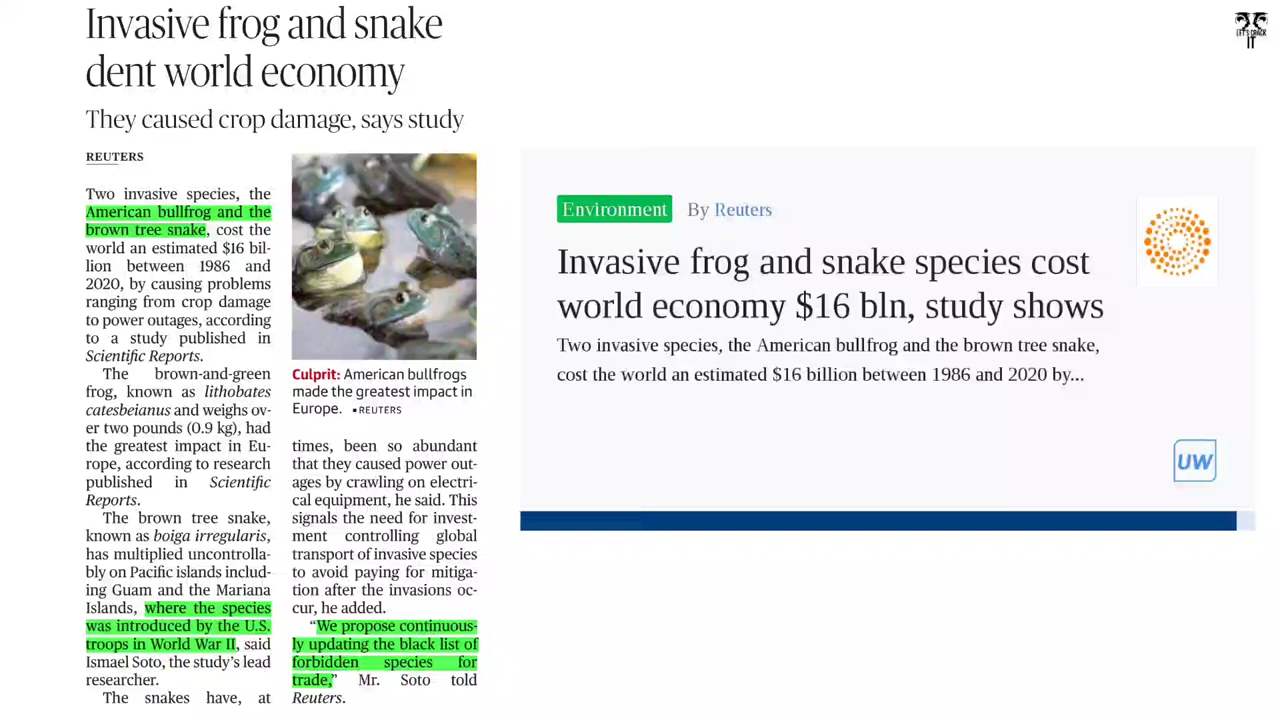 Invasive frog and snake
dent world economy
They caused crop damage, says study
REUTERS
Two invasive species, the
American bullfrog and the
brown tree snake, cost the
world an estimated $16 bil-
lion between 1986 and
2020, by causing problems
ranging from crop damage
to power outages, according
to a study published in
Scientific Reports.
The brown-and-green
frog, known as lithobates
catesbeianus and weighs ov-
er two pounds (0.9 kg), had
the greatest impact in Eu-
rope, according to research
published in Scientific
Reports.
The brown tree snake,
known as boiga irregularis,
has multiplied uncontrolla-
bly on Pacific islands includ-
ing Guam and the Mariana
Islands, where the species
was introduced by the U.S.
troops in World War II, said
Ismael Soto, the study's lead
researcher.
The snakes have, at
Culprit: American bullfrogs
made the greatest impact in
Europe. ▪REUTERS
times, been so abundant
that they caused power out-
ages by crawling on electri-
cal equipment, he said. This
signals the need for invest-
ment controlling global
transport of invasive species
to avoid paying for mitiga-
tion after the invasions oc-
cur, he added.
“We propose continuous-
ly updating the black list of
forbidden species for
trade,” Mr. Soto told
Reuters.
Environment By Reuters
Invasive frog and snake species cost
world economy $16 bln, study shows
Two invasive species, the American bullfrog and the brown tree snake,
cost the world an estimated $16 billion between 1986 and 2020 by...
UW
LET'S CRACK
IT